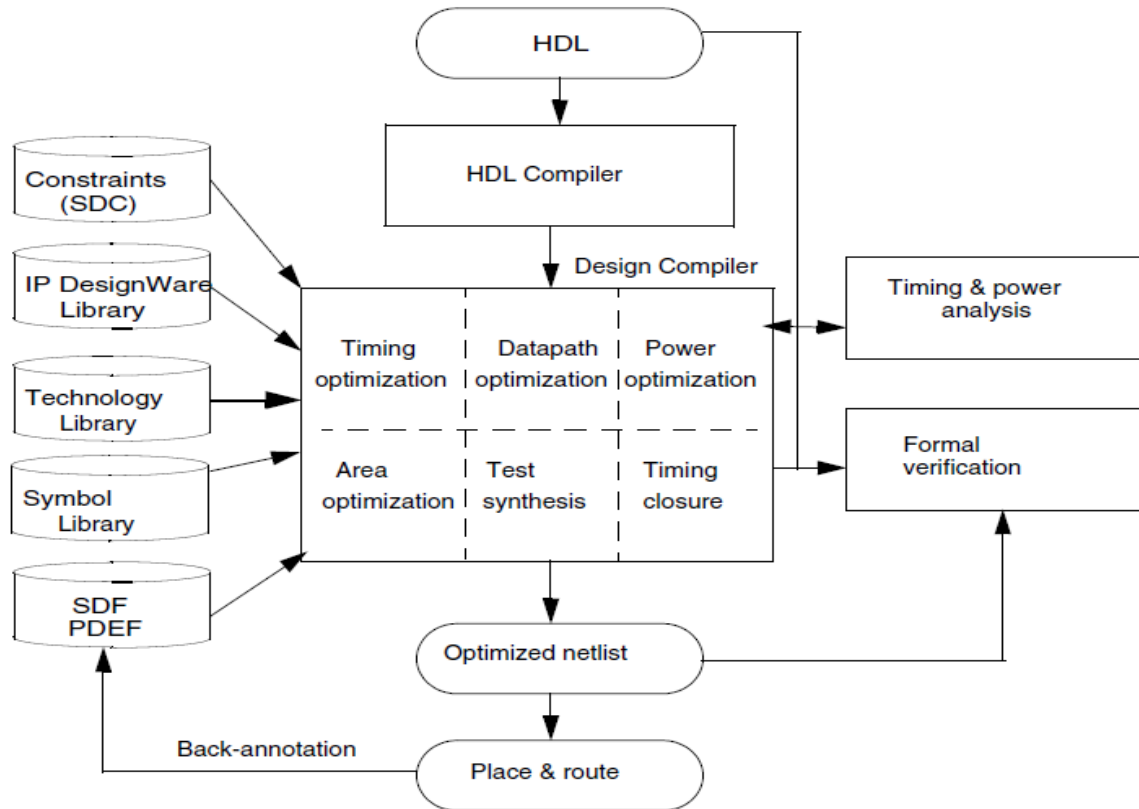 HDL
HDL Compiler
Design Compiler
Constraints
(SDC)
IP DesignWare
Library
Technology
Library
Symbol
Library
SDF
PDEF
Timing
optimization
Datapath
optimization
Power
optimization
Area
optimization
Test
synthesis
Timing
closure
Timing & power
analysis
Formal
verification
Optimized netlist
Back-annotation
Place & route